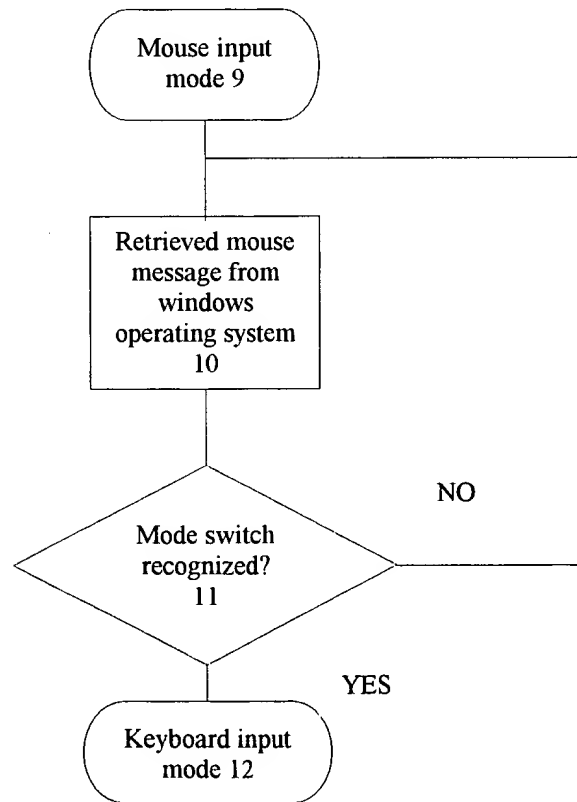 Mouse input
mode 9
Retrieved mouse
message from
windows
operating system
10
NO
Mode switch
recognized?
11
YES
Keyboard input
mode 12